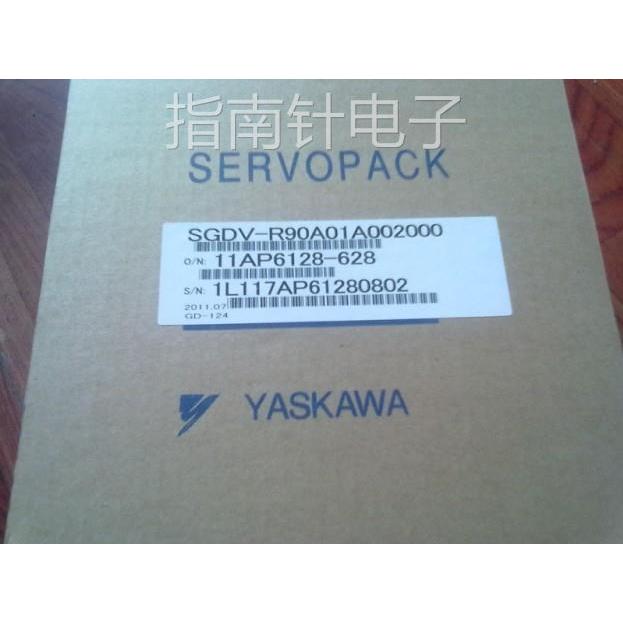 指南针电子
SERVOPACK
SGDV-R90A01A002000
O/N: 11AP6128-628
S/N: 1L117AP61280802
2011.07
GD-124
YASKAWA